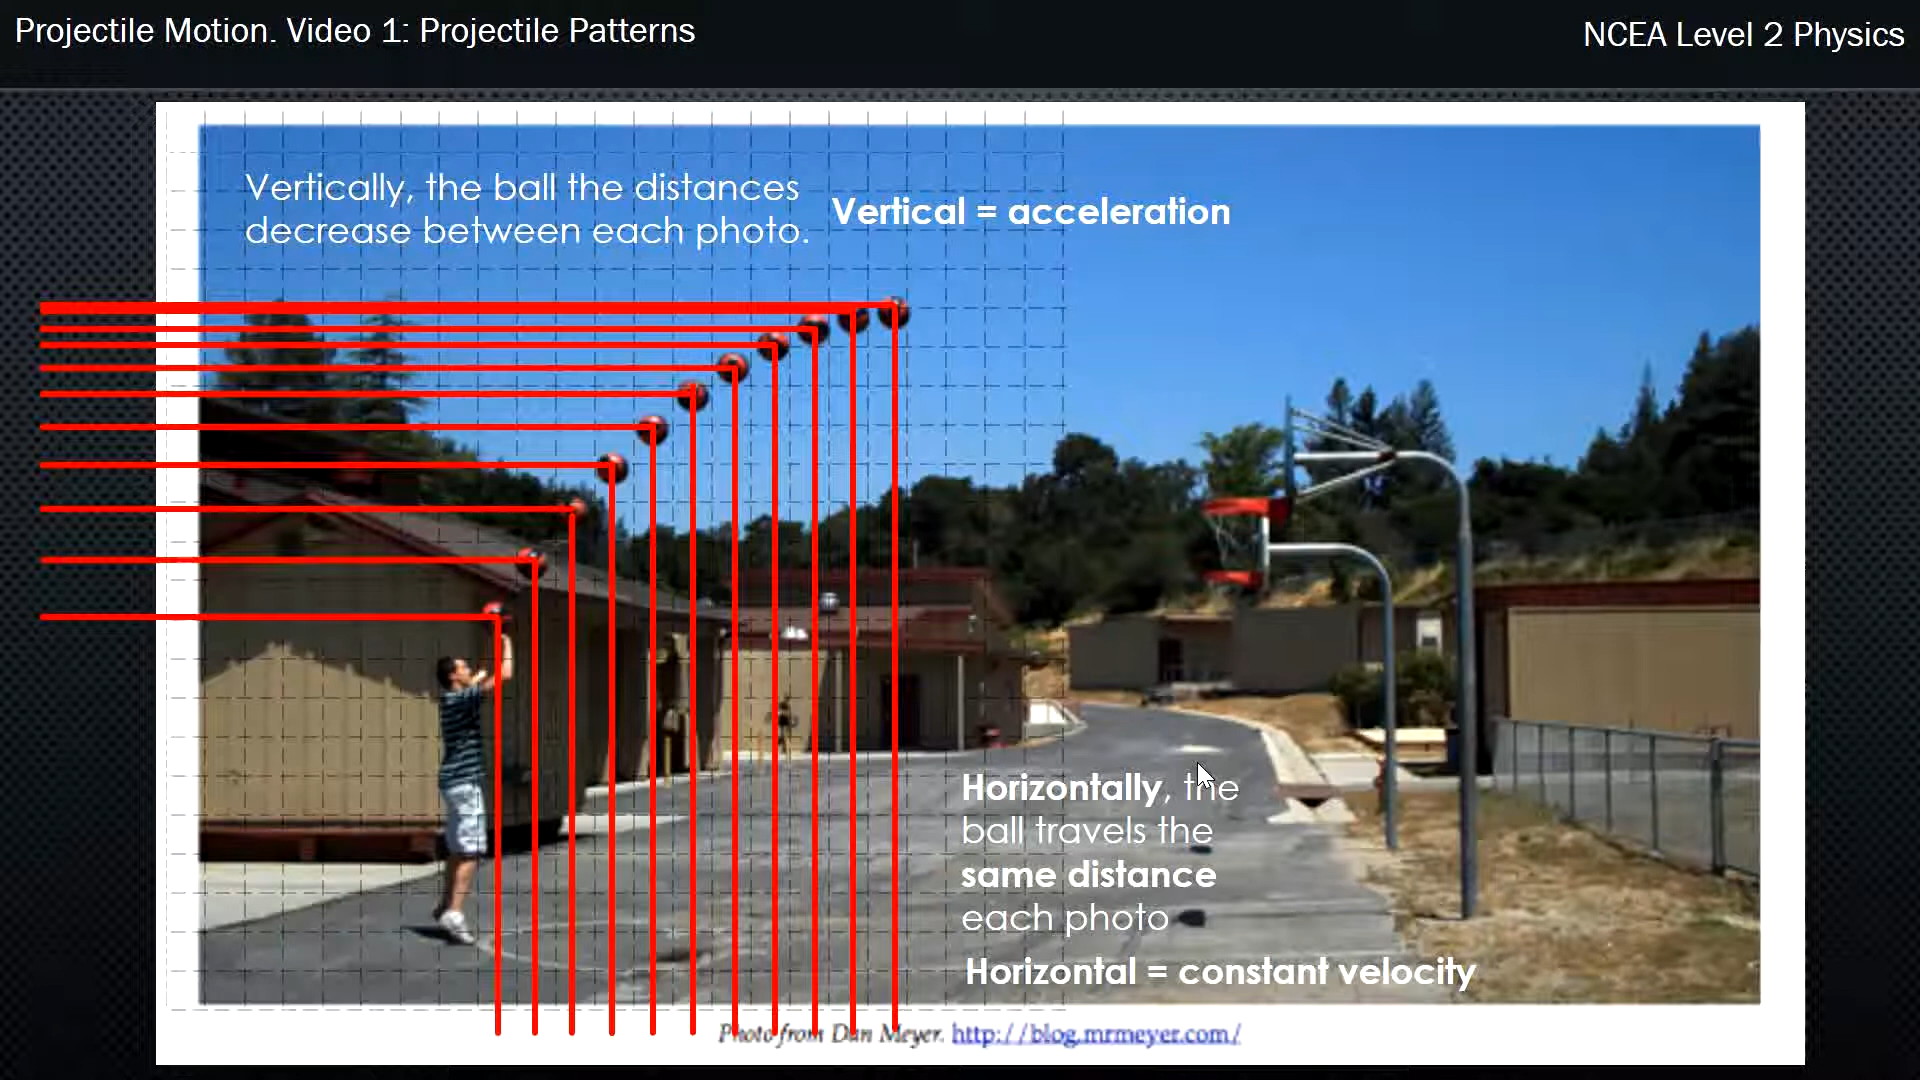 Projectile Motion. Video 1: Projectile Patterns
NCEA Level 2 Physics
Vertically, the ball the distances
decrease between each photo.
Vertical = acceleration
Horizontally, the
ball travels the
same distance
each photo
Horizontal = constant velocity
Photo from Dan Meyer. http://blog.mrmeyer.com/